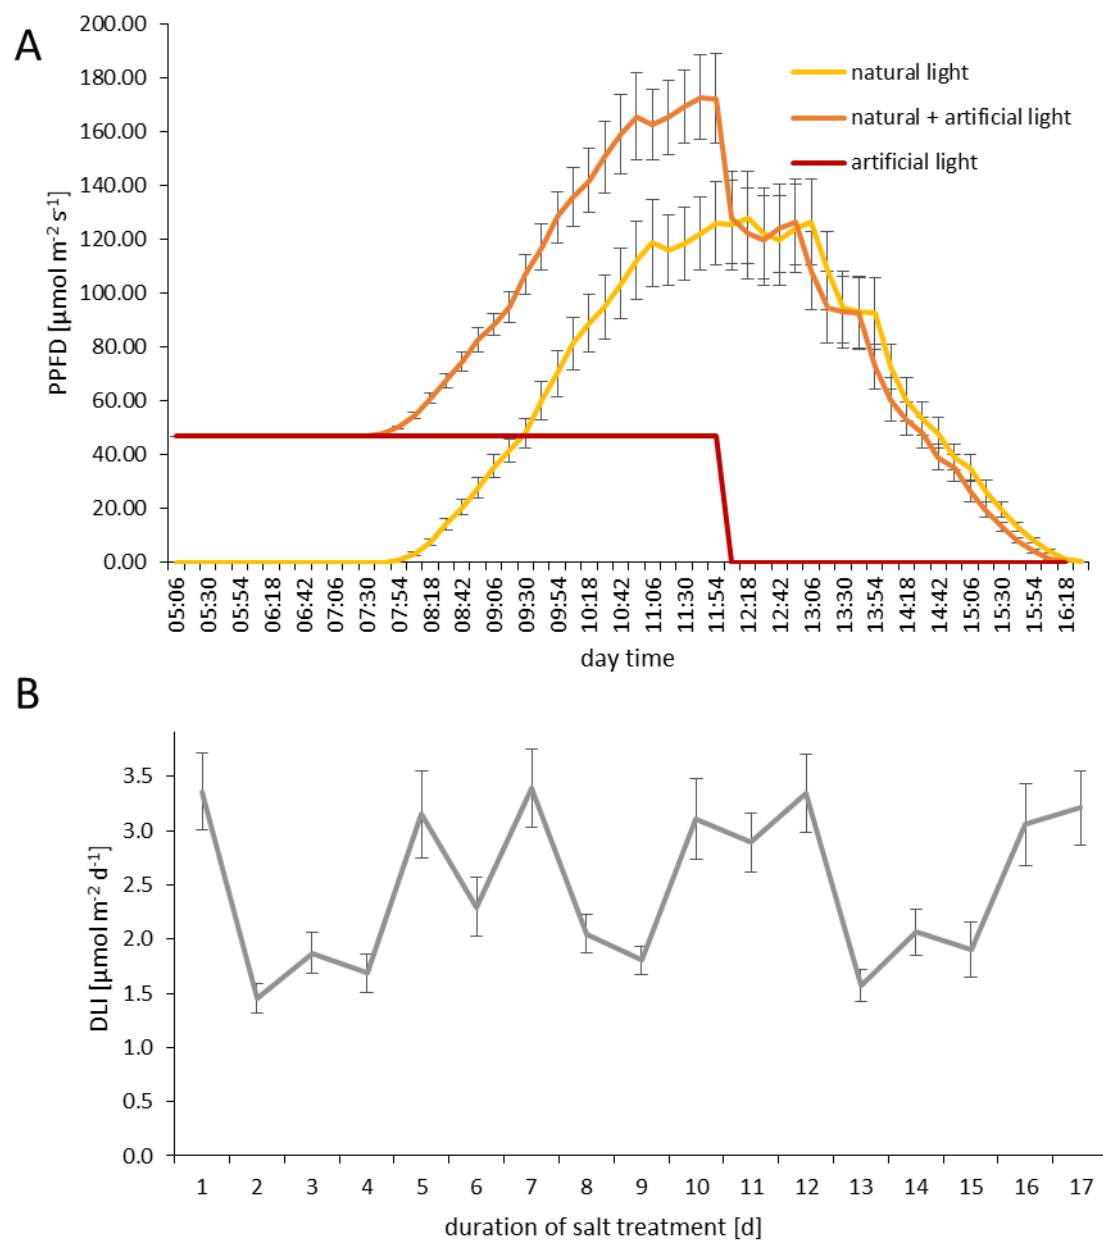 A
200.00
180.00
160.00
140.00
120.00
100.00
80.00
60.00
40.00
20.00
0.00
PPFD [µmol m-2 s-1]
natural light
natural + artificial light
artificial light
05:06 05:30 05:54 06:18 06:42 07:06 07:30 07:54 08:18 08:42 09:06 09:30 09:54 10:18 10:42 11:06 11:30 11:54 12:18 12:42 13:06 13:30 13:54 14:18 14:42 15:06 15:30 15:54 16:18
day time
B
3.5
3.0
2.5
2.0
1.5
1.0
0.5
0.0
DLI [µmol m-2 d-1]
1 2 3 4 5 6 7 8 9 10 11 12 13 14 15 16 17
duration of salt treatment [d]